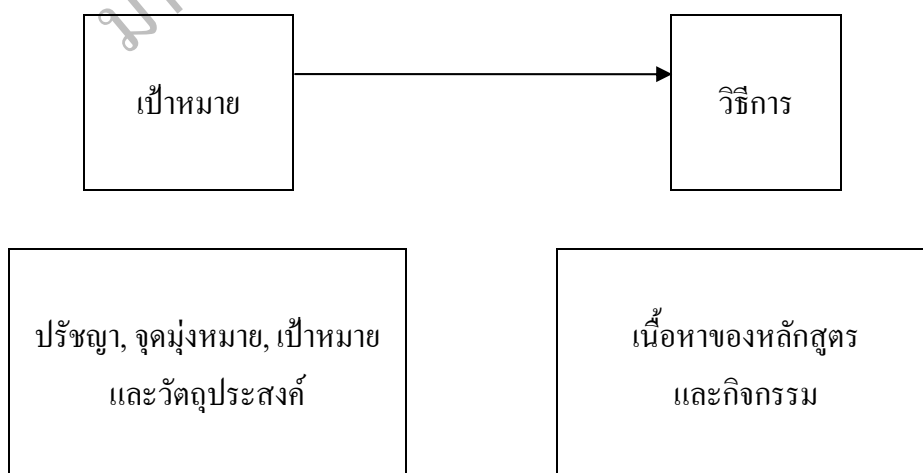 เป้าหมาย
วิธีการ
ปรัชญา, จุดมุ่งหมาย, เป้าหมาย
และวัตถุประสงค์
เนื้อหาของหลักสูตร
และกิจกรรม